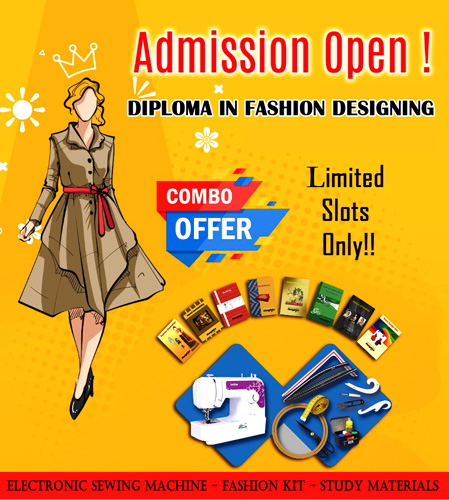 Admission Open !
DIPLOMA IN FASHION DESIGNING
COMBO
OFFER
Limited
Slots
Only!!
ELECTRONIC SEWING MACHINE ~ FASHION KIT ~ STUDY MATERIALS